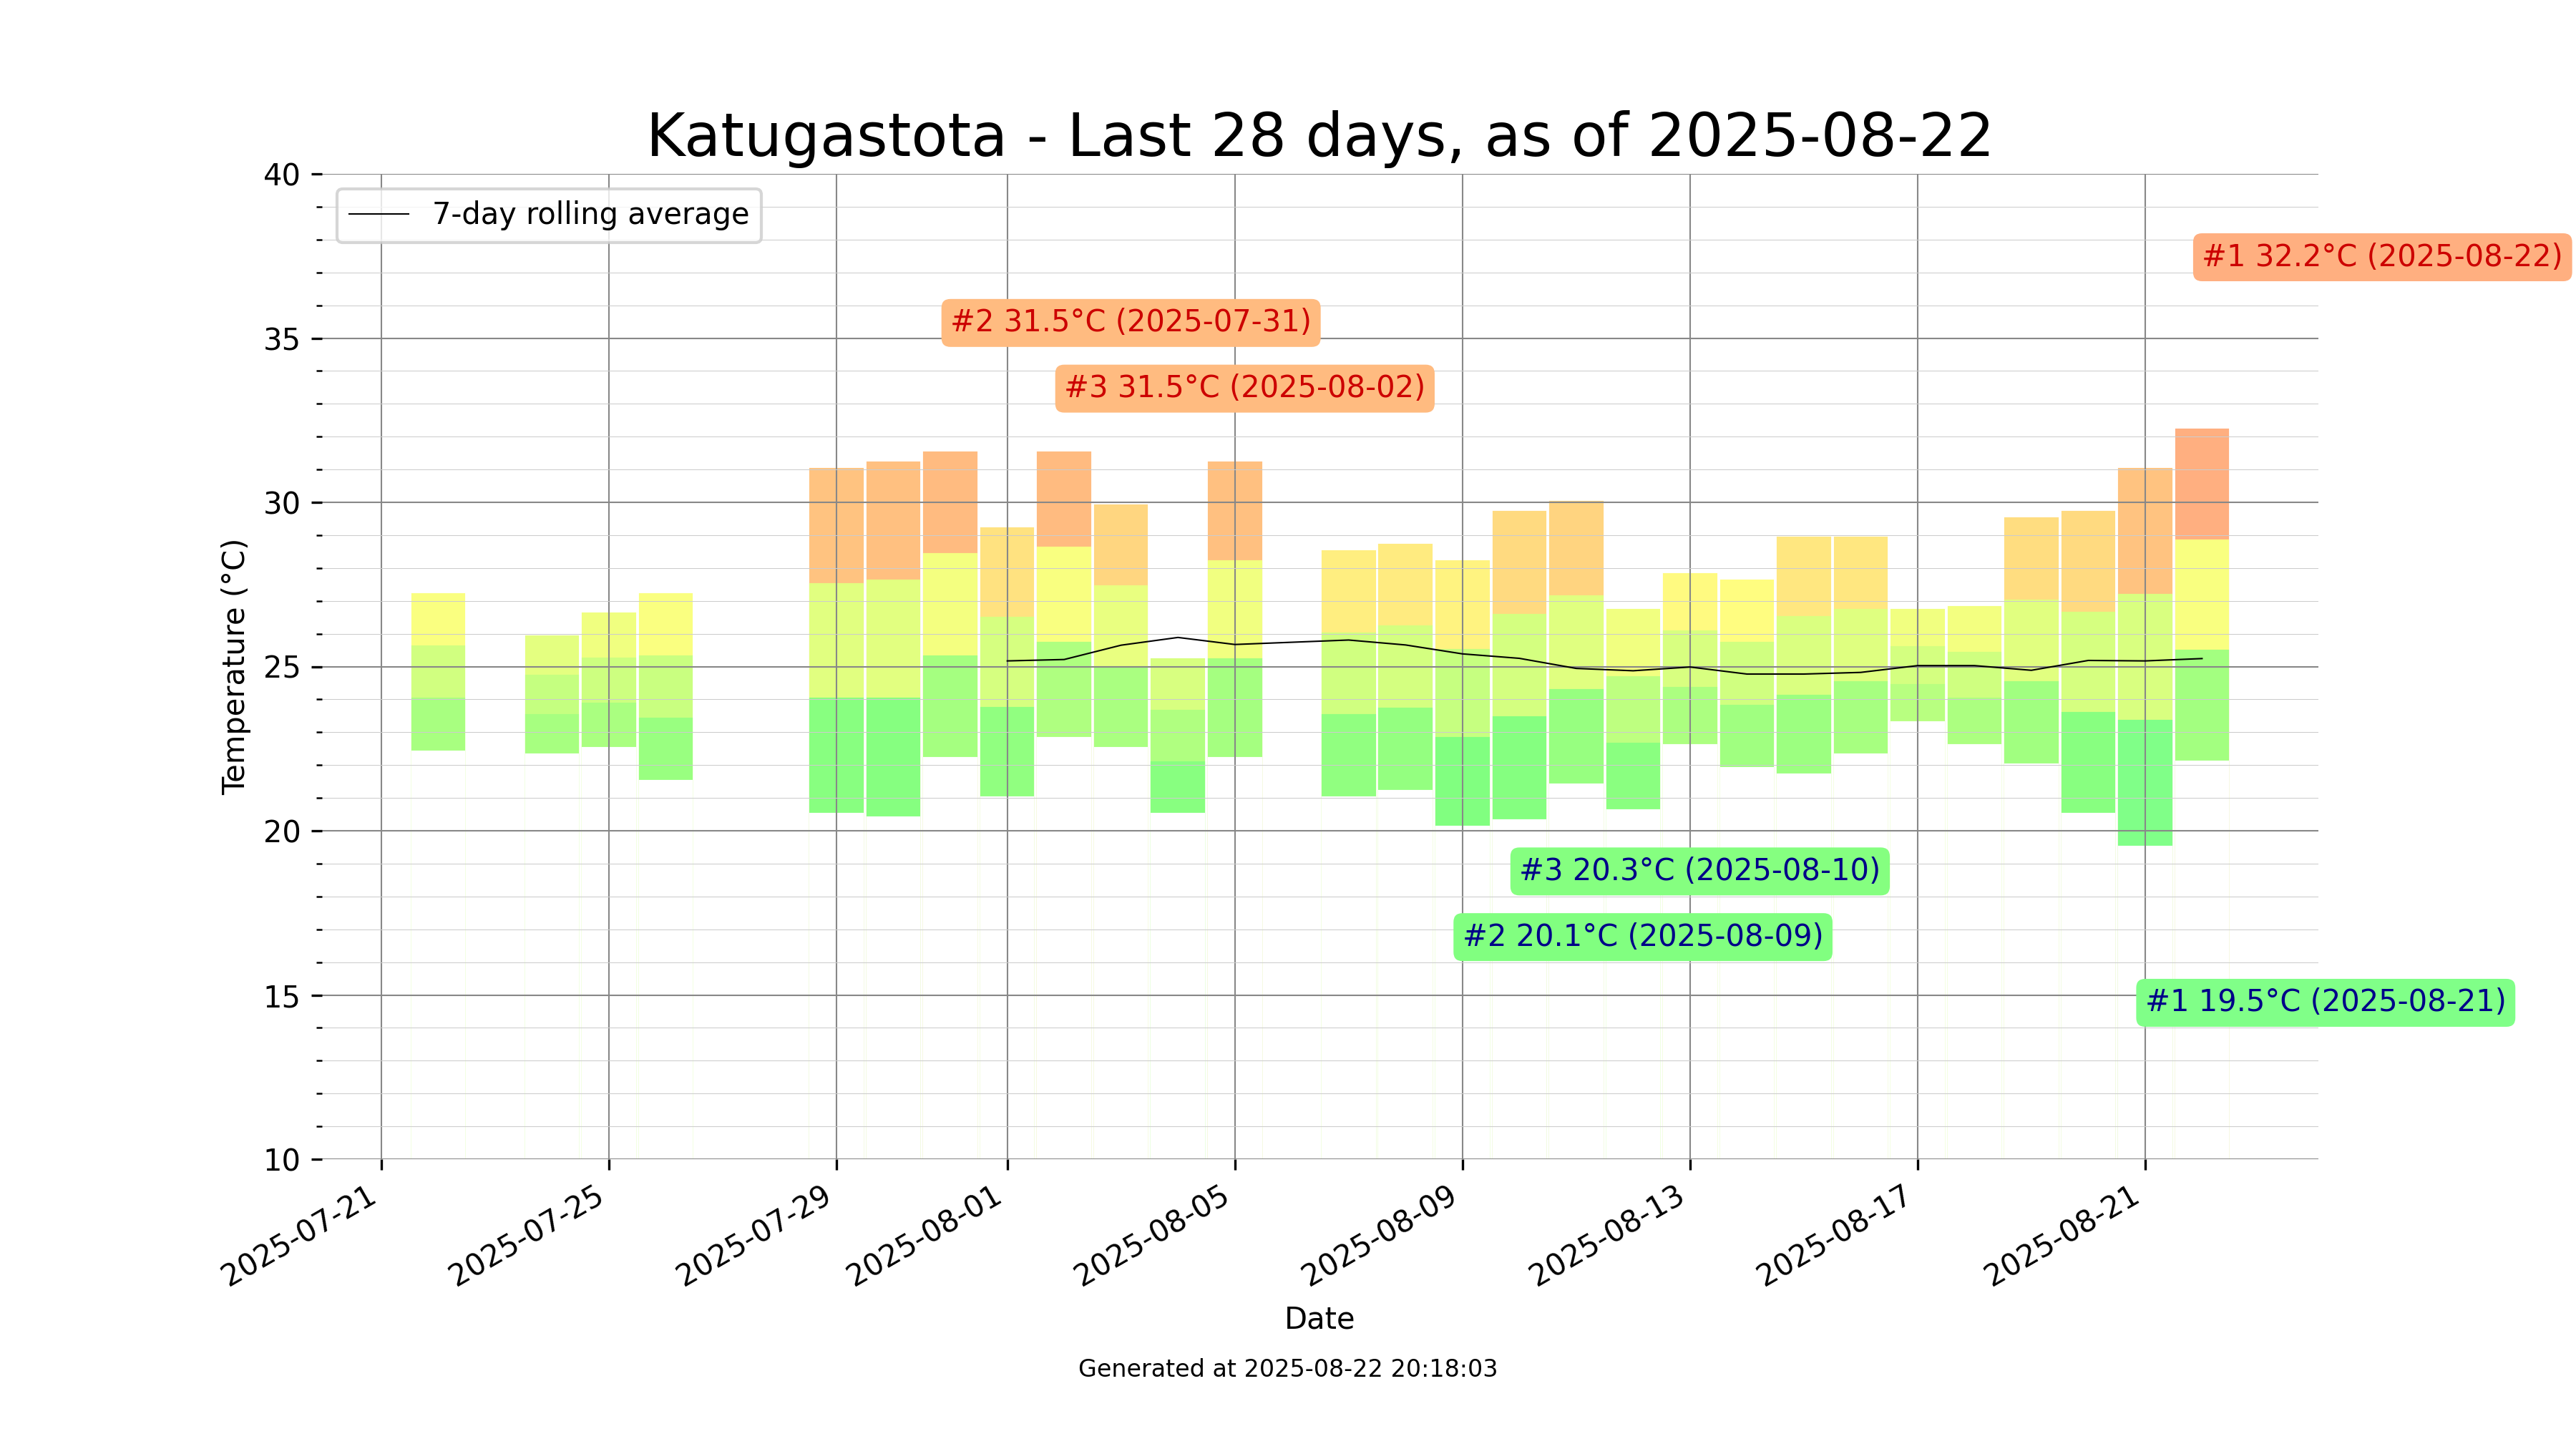 Katugastota - Last 28 days, as of 2025-08-22
40
7-day rolling average
#1 32.2°C (2025-08-22)
#2 31.5°C (2025-07-31)
35
#3 31.5°C (2025-08-02)
30
25
Temperature (°C)
20
#3 20.3°C (2025-08-10)
#2 20.1°C (2025-08-09)
15
#1 19.5°C (2025-08-21)
10
2025-07-21
2025-07-25
2025-07-29
2025-08-01
2025-08-05
2025-08-09
2025-08-13
2025-08-17
2025-08-21
Date
Generated at 2025-08-22 20:18:03